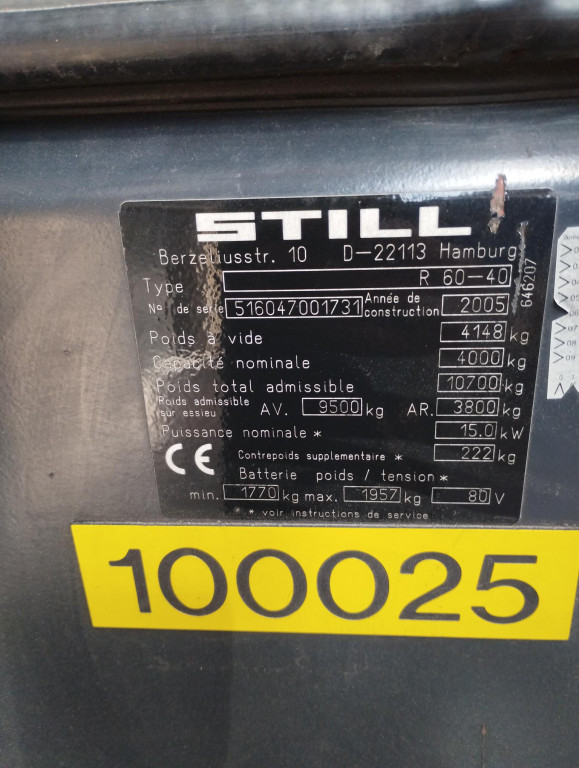 STILL
Berzeliusstr. 10 D-22113 Hamburg
Type R 60-40
No de serie 516047001731 Année de construction 2005
646207
Poids à vide 4148 kg
Capacité nominale 4000 kg
Poids total admissible 10700 kg
Poids admissible sur essieu AV. 9500 kg AR. 3800 kg
Puissance nominale * 15.0 kW
CE Contrepoids supplementaire * 222 kg
Batterie poids / tension *
min. 1770 kg max. 1957 kg 80 V
* voir instructions de service
100025